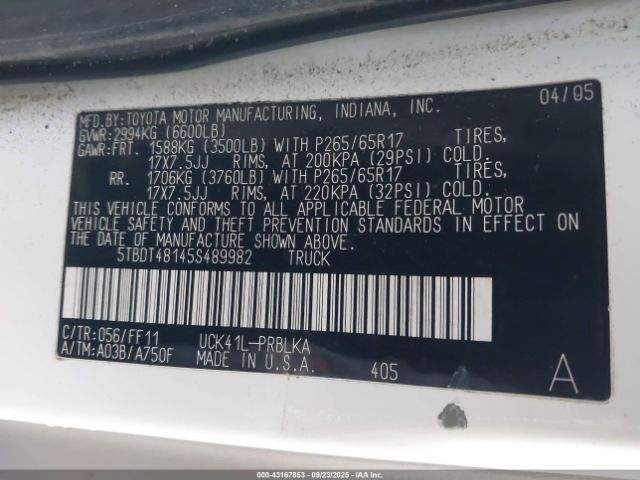 MFD.BY:TOYOTA MOTOR MANUFACTURING, INDIANA, INC. 04/05
GVWR:2994KG (6600LB)
GAWR:FRT. 1588KG (3500LB) WITH P265/65R17 TIRES,
17X7.5JJ RIMS, AT 200KPA (29PSI) COLD.
RR. 1706KG (3760LB) WITH P265/65R17 TIRES,
17X7.5JJ RIMS, AT 220KPA (32PSI) COLD.
THIS VEHICLE CONFORMS TO ALL APPLICABLE FEDERAL MOTOR
VEHICLE SAFETY AND THEFT PREVENTION STANDARDS IN EFFECT ON
THE DATE OF MANUFACTURE SHOWN ABOVE.
5TBDT48145S489982 TRUCK
C/TR:056/FF11 UCK41L-PRBLKA
A/TM:A03B/A750F MADE IN U.S.A. 405 A
000-43167853 - 09/23/2025 - IAAI.COM